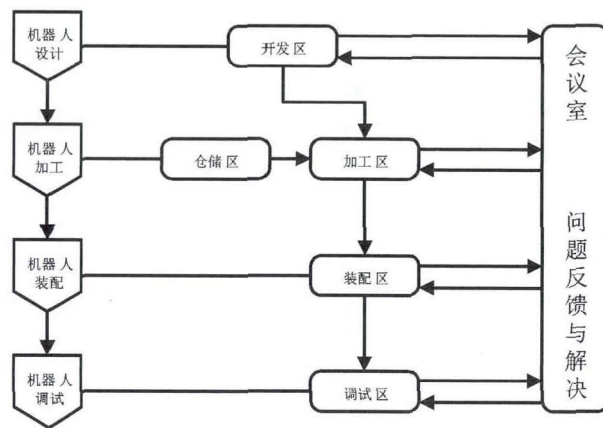 机器人
设计
开发区
会议室
机器人
加工
仓储区
加工区
问题反馈与解决
机器人
装配
装配区
机器人
调试
调试区